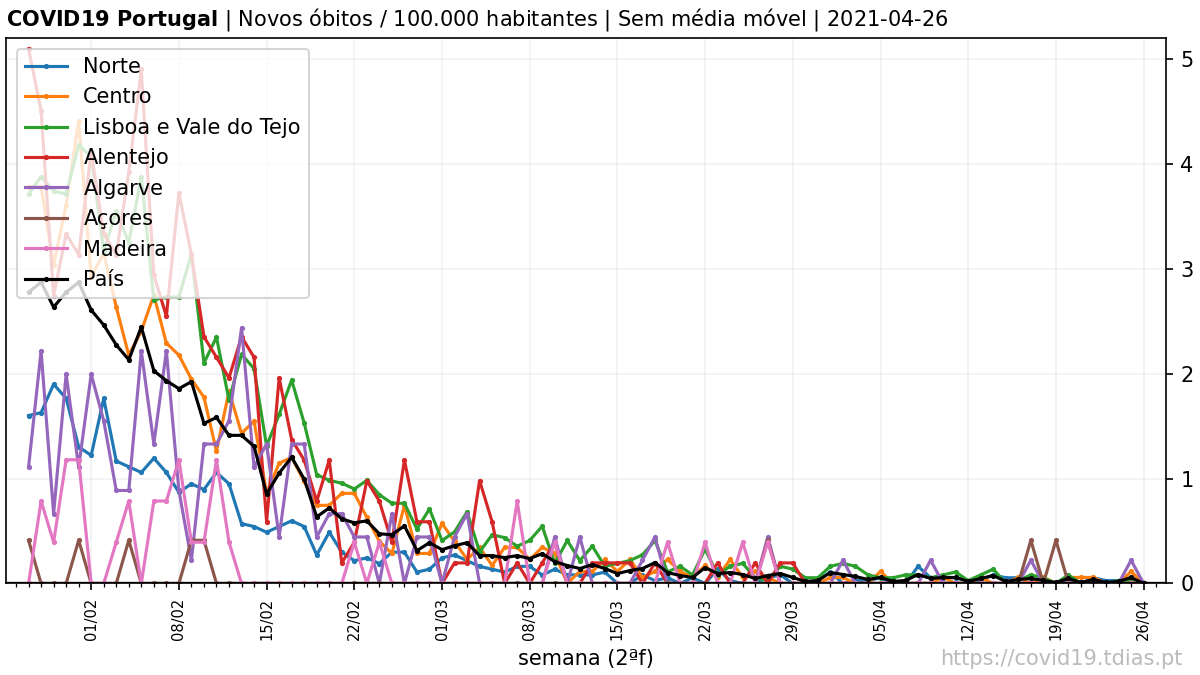 COVID19 Portugal | Novos óbitos / 100.000 habitantes | Sem média móvel | 2021-04-26
Norte
Centro
Lisboa e Vale do Tejo
Alentejo
Algarve
Açores
Madeira
País
5
4
3
2
1
0
01/02
08/02
15/02
22/02
01/03
08/03
15/03
22/03
29/03
05/04
12/04
19/04
26/04
semana (2ªf)
https://covid19.tdias.pt